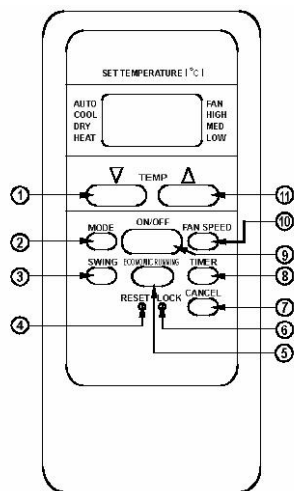 SET TEMPERATURE (°C)
AUTO
COOL
DRY
HEAT
FAN
HIGH
MED
LOW
TEMP
ON/OFF
MODE
FAN SPEED
SWING
ECONOMIC RUNNING
TIMER
RESET
LOCK
CANCEL
1
2
3
4
11
10
9
8
7
6
5